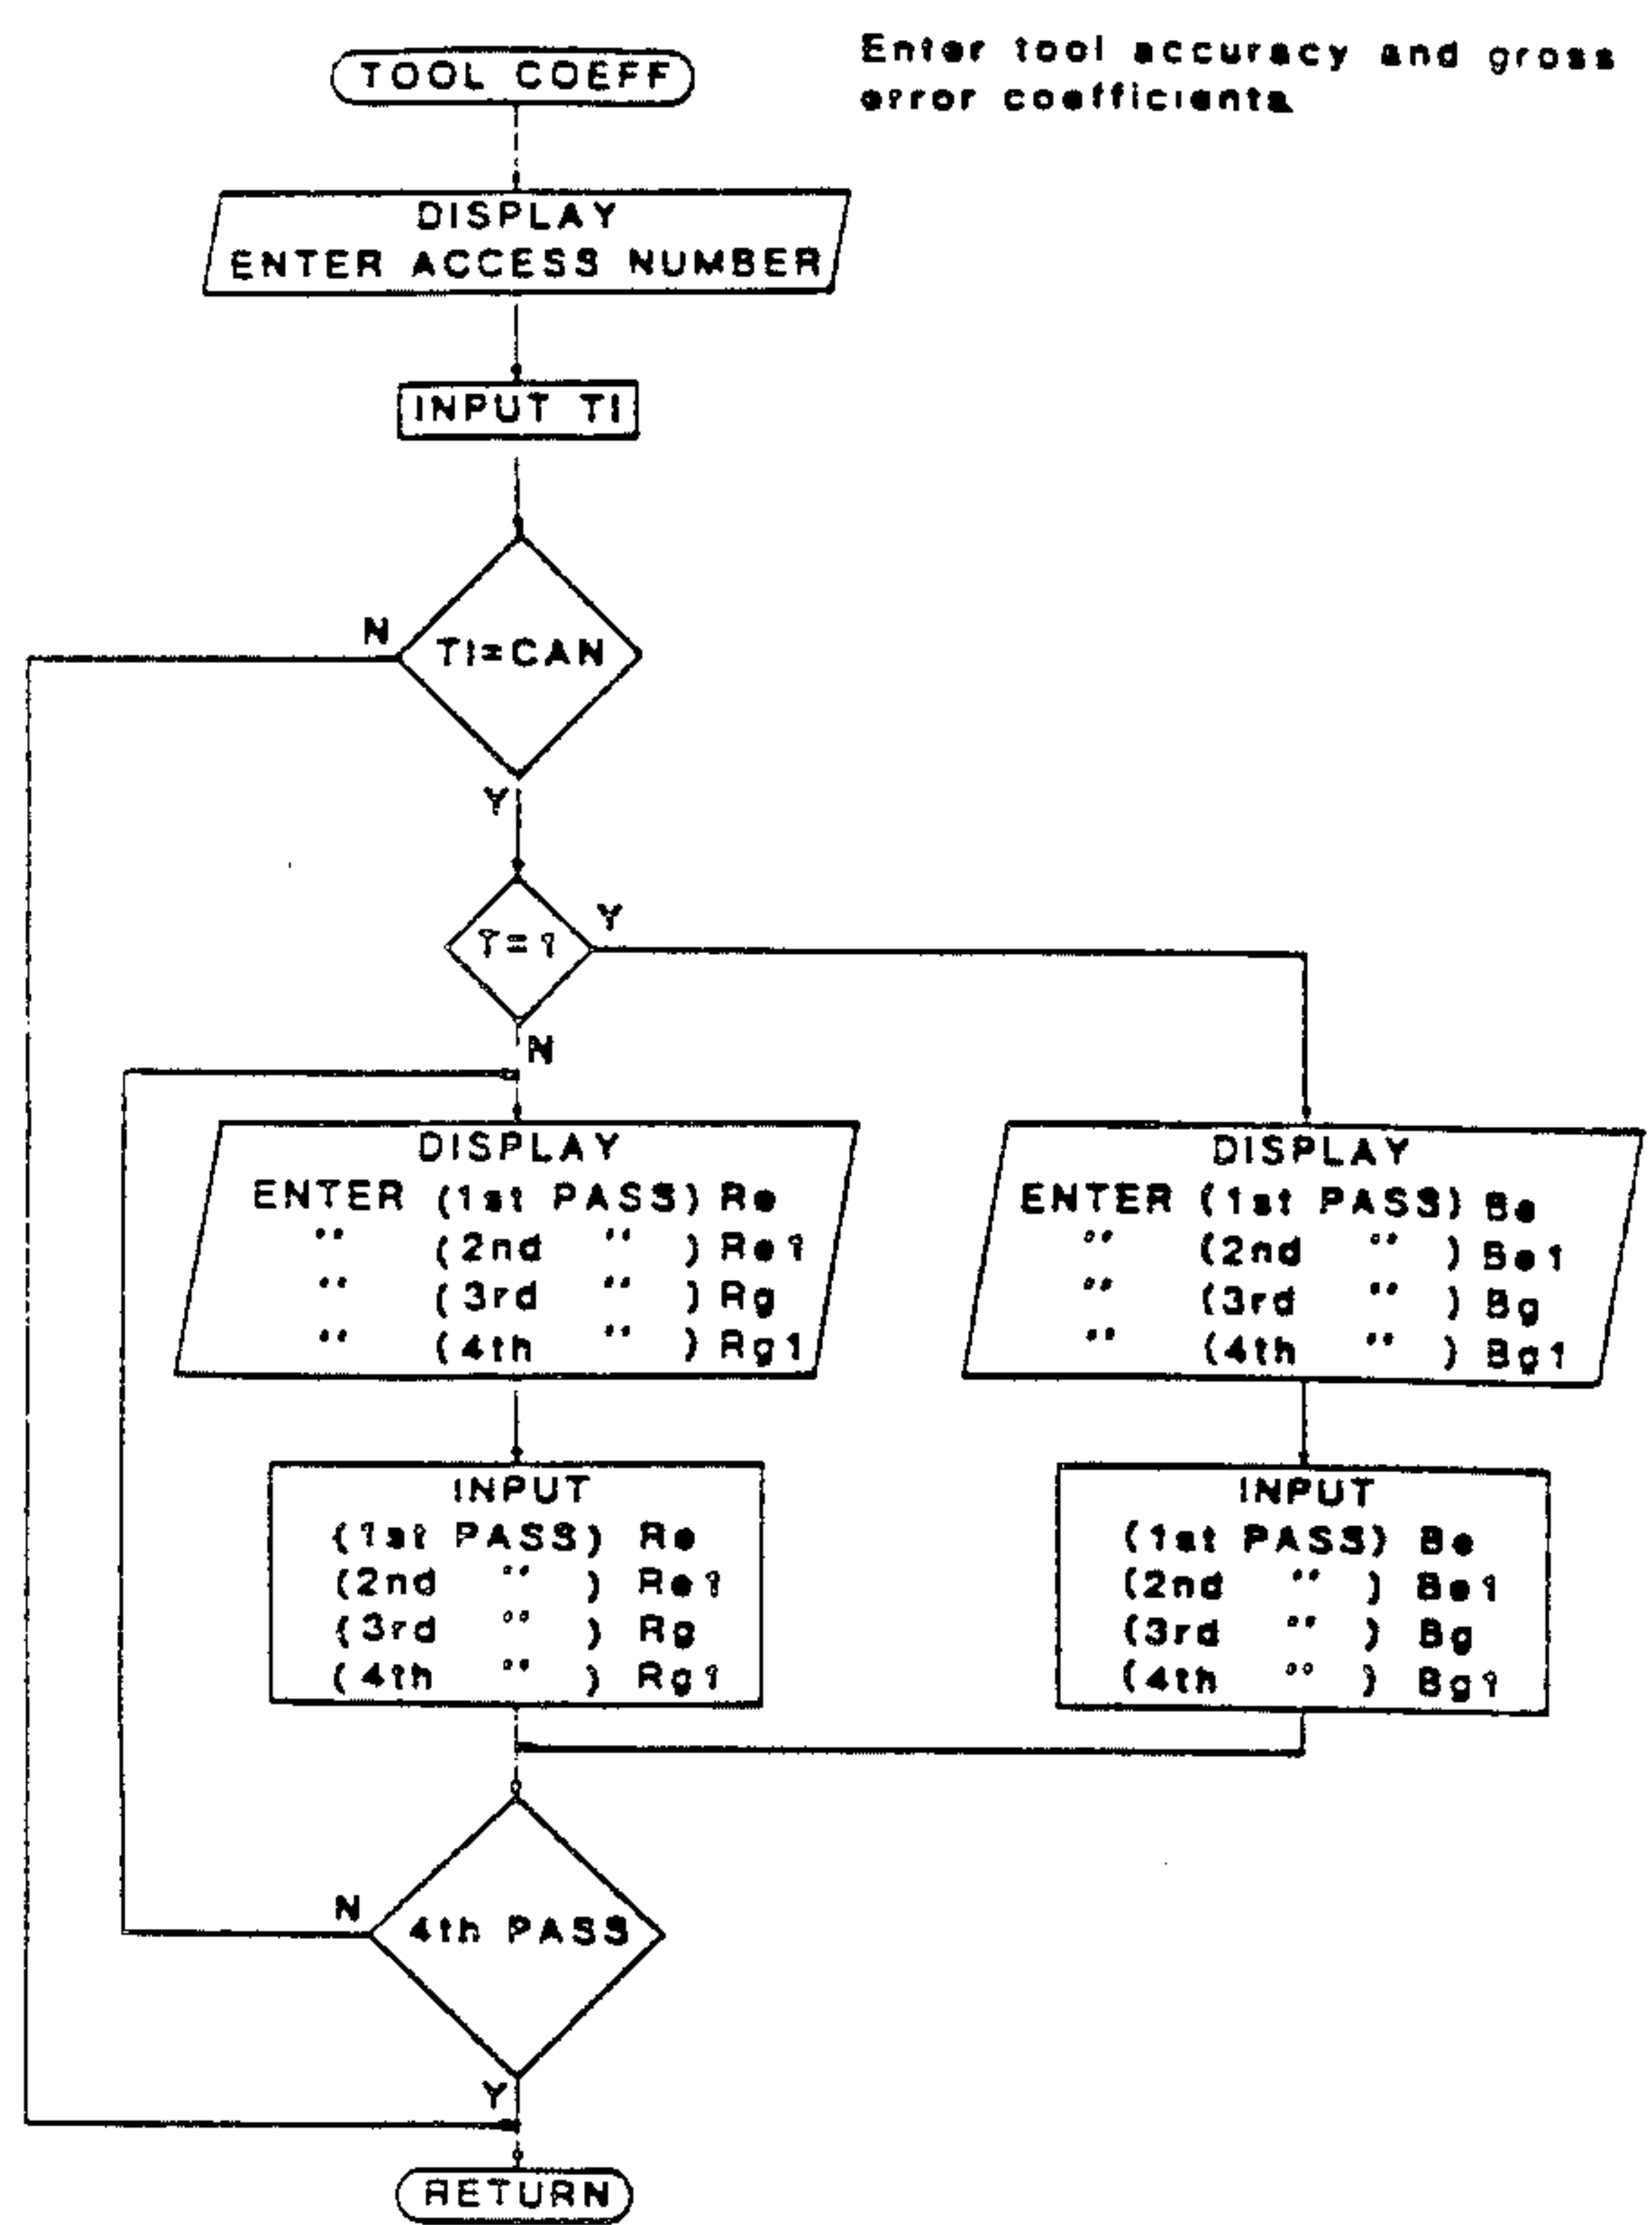 TOOL COEFF
Enter tool accuracy and gross
error coefficients
DISPLAY
ENTER ACCESS NUMBER
INPUT TI
N
TI=CAN
Y
Y
T=1
N
DISPLAY
ENTER (1st PASS) Re
" (2nd " ) Re1
" (3rd " ) Rg
" (4th " ) Rg1
DISPLAY
ENTER (1st PASS) Be
" (2nd " ) Be1
" (3rd " ) Bg
" (4th " ) Bg1
INPUT
(1st PASS) Re
(2nd " ) Re1
(3rd " ) Rg
(4th " ) Rg1
INPUT
(1st PASS) Be
(2nd " ) Be1
(3rd " ) Bg
(4th " ) Bg1
N
4th PASS
Y
RETURN